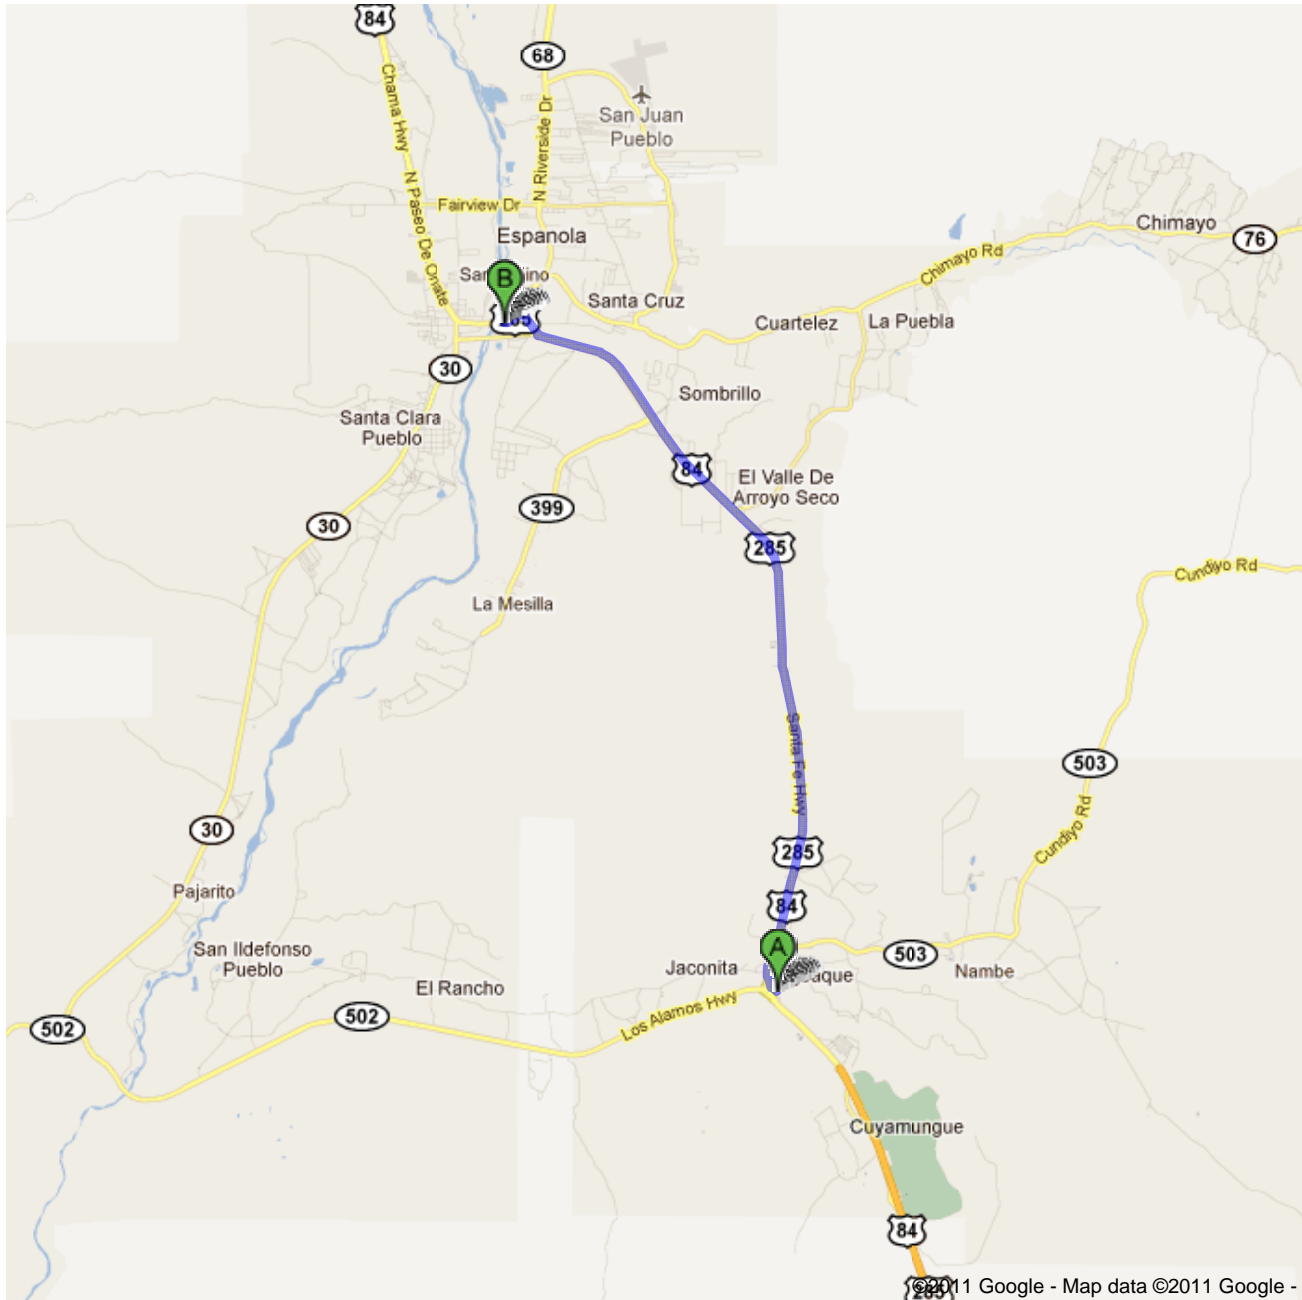 84
68
San Juan
Pueblo
Chama Hwy
N Riverside Dr
N Paseo De Onate
Fairview Dr
Espanola
Chimayo
76
Chimayo Rd
B
Santa Cruz
Cuartelez
La Puebla
30
Sombrillo
Santa Clara
Pueblo
84
El Valle De
Arroyo Seco
399
30
285
Cundiyo Rd
La Mesilla
Santa Fe Hwy
503
30
285
Cundiyo Rd
Pajarito
84
A
San Ildefonso
Pueblo
503
Jaconita
Nambe
El Rancho
502
502
Los Alamos Hwy
Cuyamungue
84
285
©2011 Google - Map data ©2011 Google -